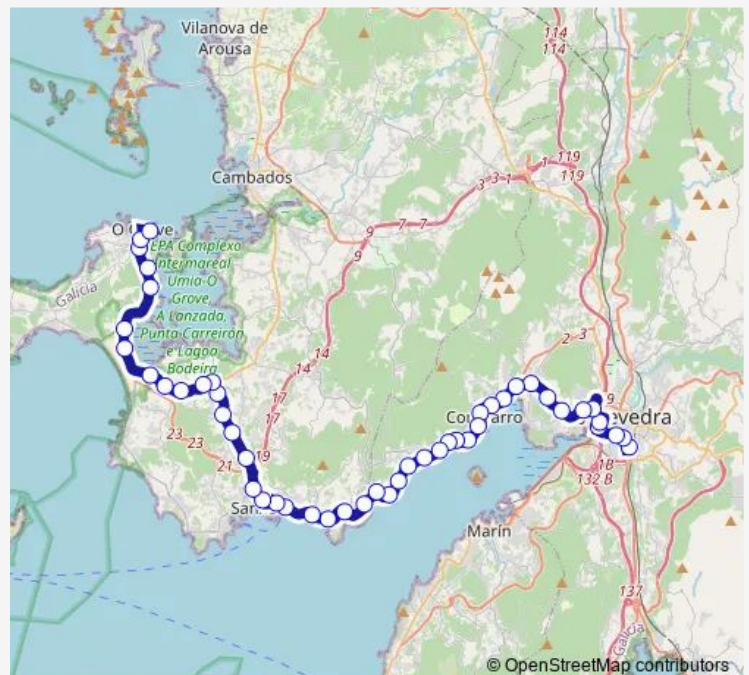 Vilanova de
Arousa
114
114
119
119
1
3 3 1
Cambados
9 7 7
9
EPA Complexo
Intermareal
Umia-O
Grove,
A Lanzada,
Punta Carreirón
e Lagoa
Bodeira
Galicia
14
14
2 3
17
17
9
23
23
21
19
1B
132 B
Marín
137
Galicia
© OpenStreetMap contributors